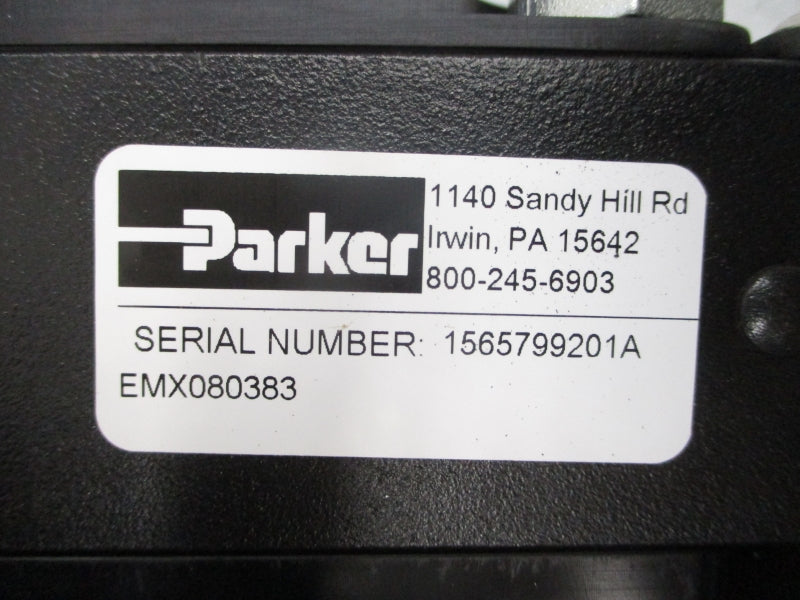 Parker
1140 Sandy Hill Rd
Irwin, PA 15642
800-245-6903
SERIAL NUMBER: 1565799201A
EMX080383